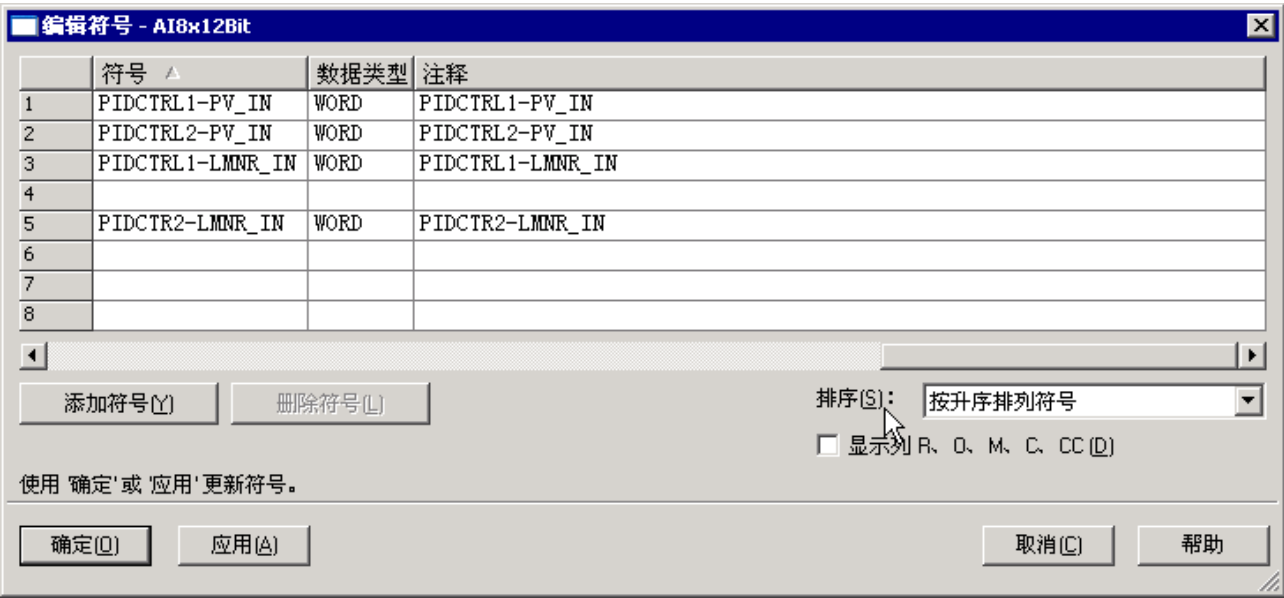 编辑符号 - AI8x12Bit
符号 数据类型 注释
1 PIDCTRL1-PV_IN WORD PIDCTRL1-PV_IN
2 PIDCTRL2-PV_IN WORD PIDCTRL2-PV_IN
3 PIDCTRL1-LMNR_IN WORD PIDCTRL1-LMNR_IN
4
5 PIDCTR2-LMNR_IN WORD PIDCTR2-LMNR_IN
6
7
8
添加符号(Y) 删除符号(L) 排序(S): 按升序排列符号
显示列 R、O、M、C、CC(D)
使用 '确定' 或 '应用' 更新符号。
确定(O) 应用(A) 取消(C) 帮助